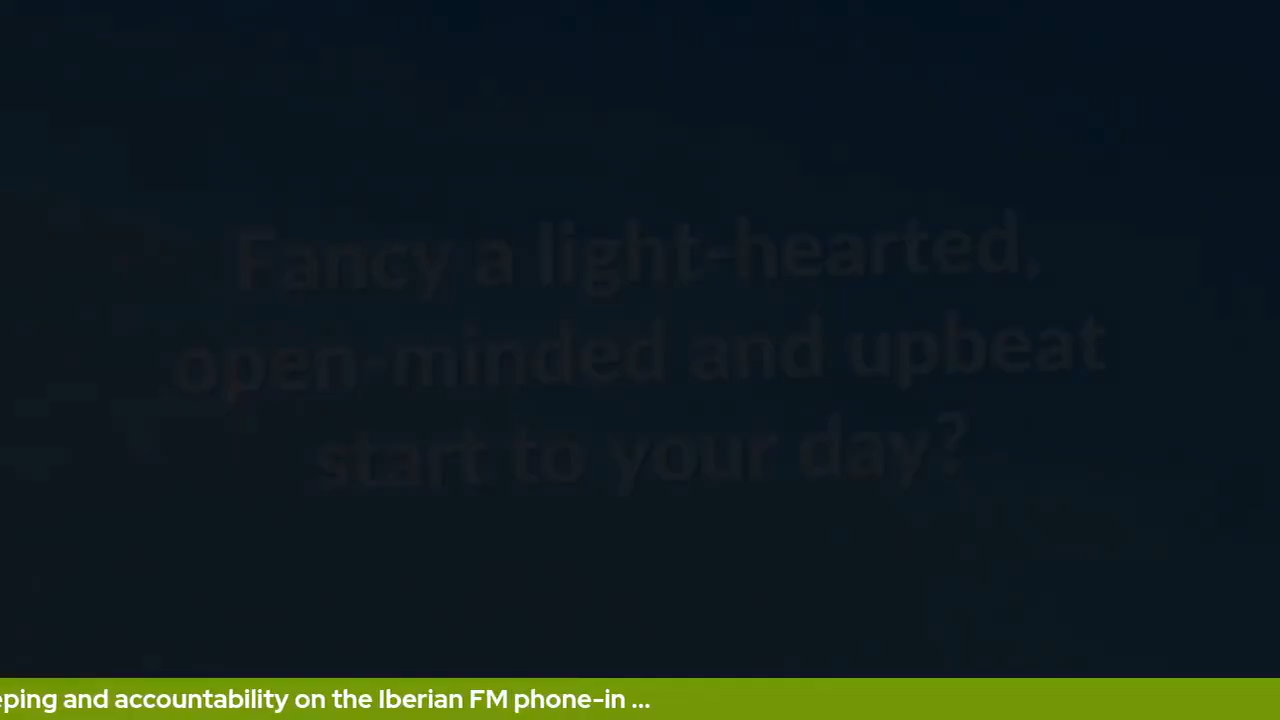 Fancy a light-hearted,
open-minded and upbeat
start to your day?
eping and accountability on the Iberian FM phone-in ...